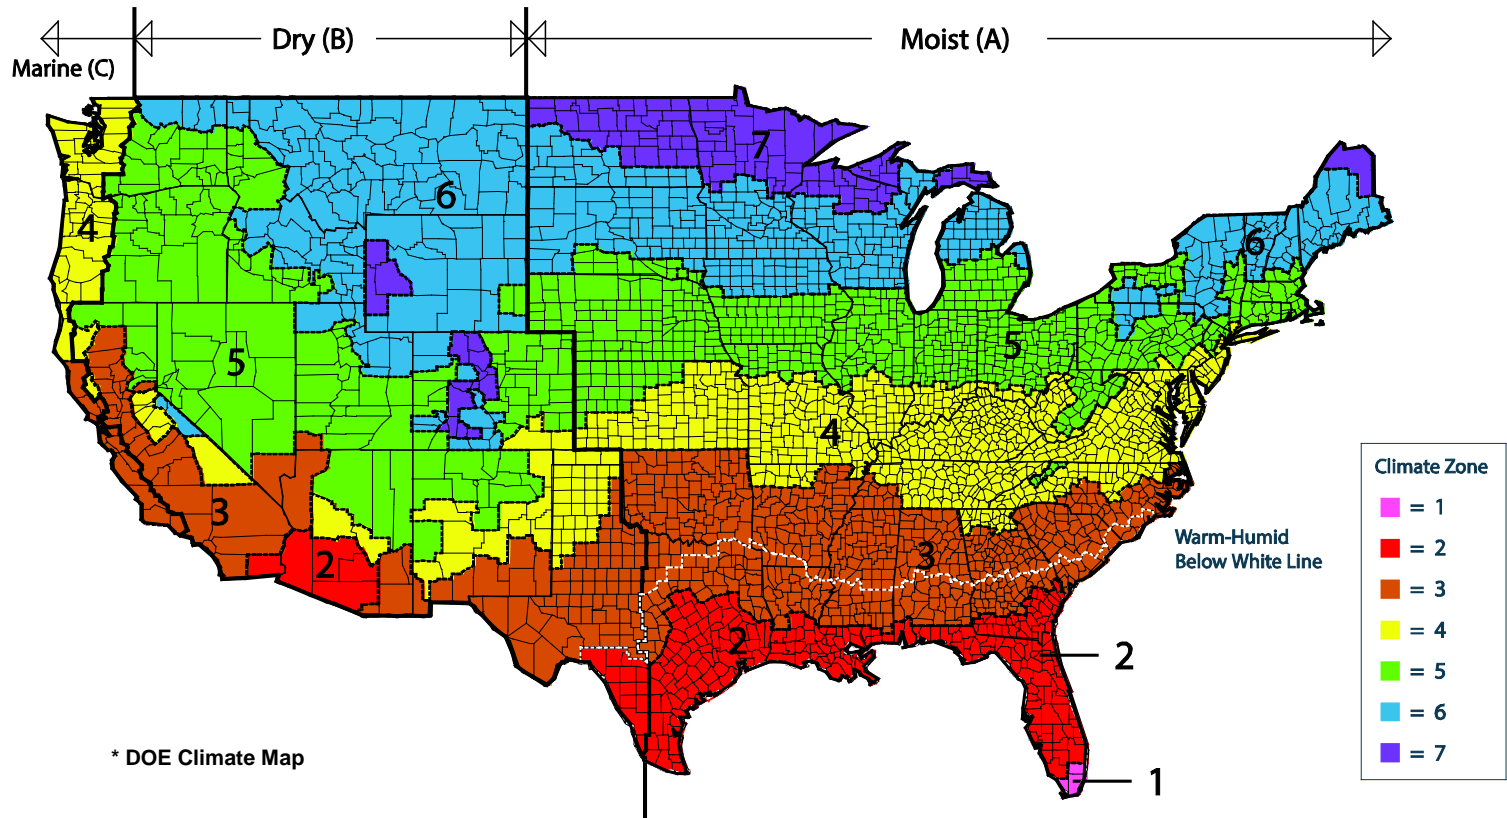 Dry (B)
Moist (A)
Marine (C)
7
6
4
6
5
5
4
3
3
2
2
2
1
Warm-Humid
Below White Line
Climate Zone
= 1
= 2
= 3
= 4
= 5
= 6
= 7
* DOE Climate Map